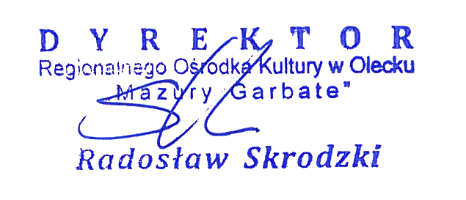 D Y R E K T O R
Regionalnego Ośrodka Kultury w Olecku
Mazury Garbate"
Radosław Skrodzki